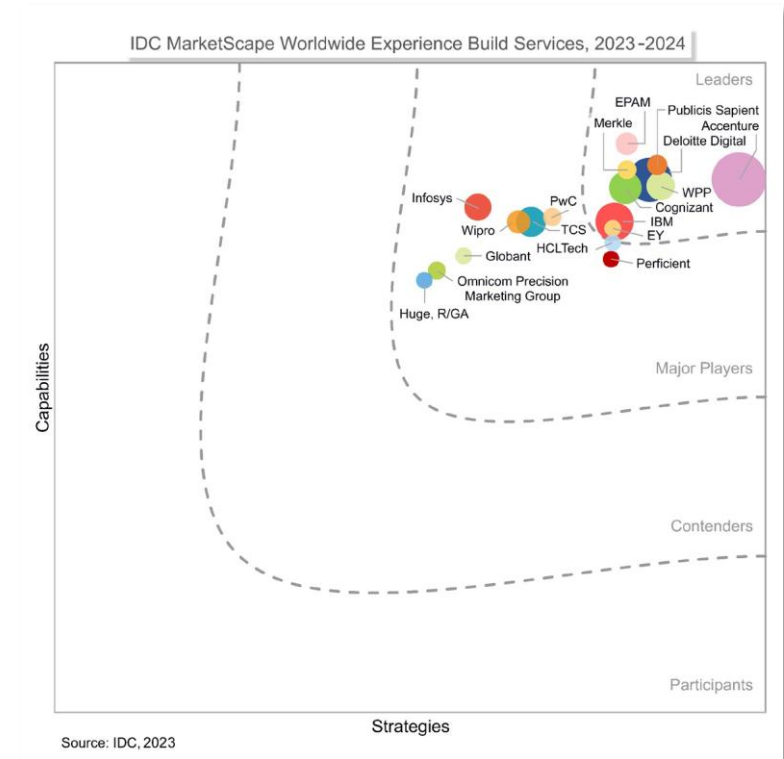 IDC MarketScape Worldwide Experience Build Services, 2023-2024
Leaders
EPAM
Publicis Sapient
Merkle
Accenture
Deloitte Digital
WPP
Infosys
PwC
Cognizant
Wipro
TCS
IBM
EY
HCLTech
Globant
Perficient
Omnicom Precision
Marketing Group
Huge, R/GA
Major Players
Capabilities
Contenders
Participants
Strategies
Source: IDC, 2023